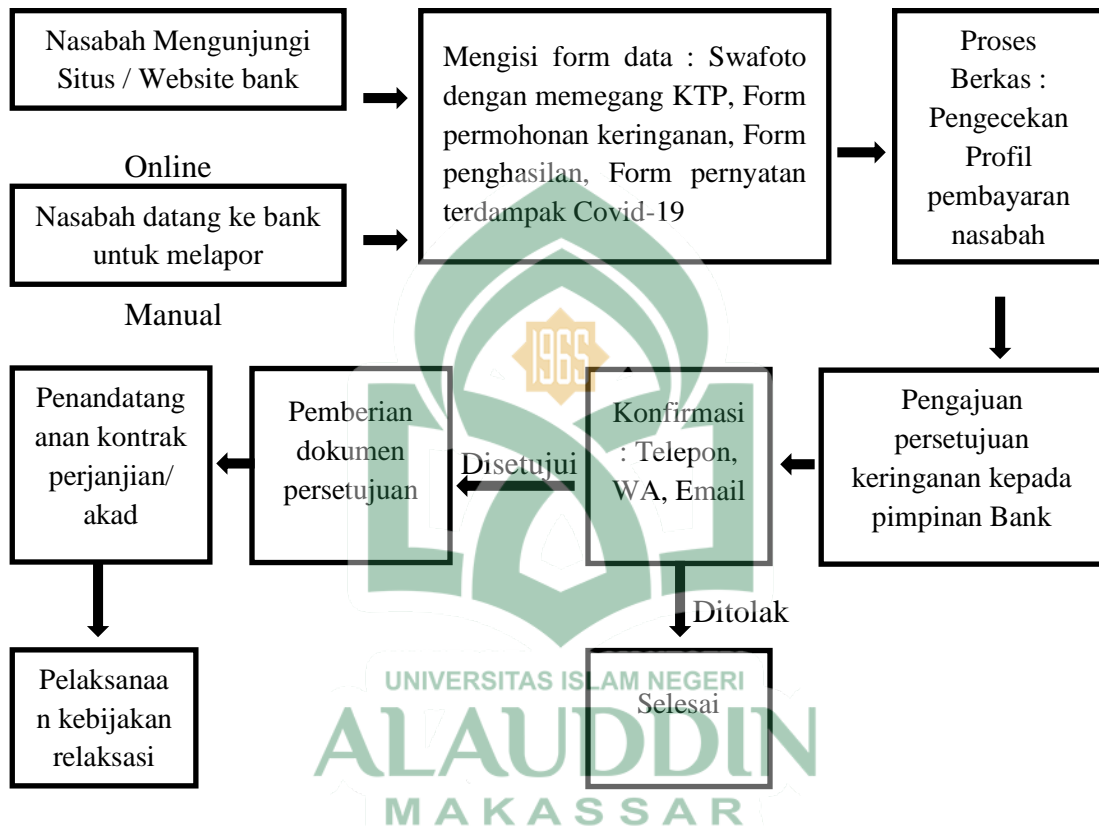 Nasabah Mengunjungi
Situs / Website bank
Online
Nasabah datang ke bank
untuk melapor
Manual
Mengisi form data : Swafoto
dengan memegang KTP, Form
permohonan keringanan, Form
penghasilan, Form pernyatan
terdampak Covid-19
Proses
Berkas :
Pengecekan
Profil
pembayaran
nasabah
Pengajuan
persetujuan
keringanan kepada
pimpinan Bank
Konfirmasi
: Telepon,
WA, Email
Disetujui
Pemberian
dokumen
persetujuan
Penandatang
anan kontrak
perjanjian/
akad
Pelaksanaa
n kebijakan
relaksasi
Ditolak
Selesai
1965
UNIVERSITAS ISLAM NEGERI
ALAUDDIN
MAKASSAR